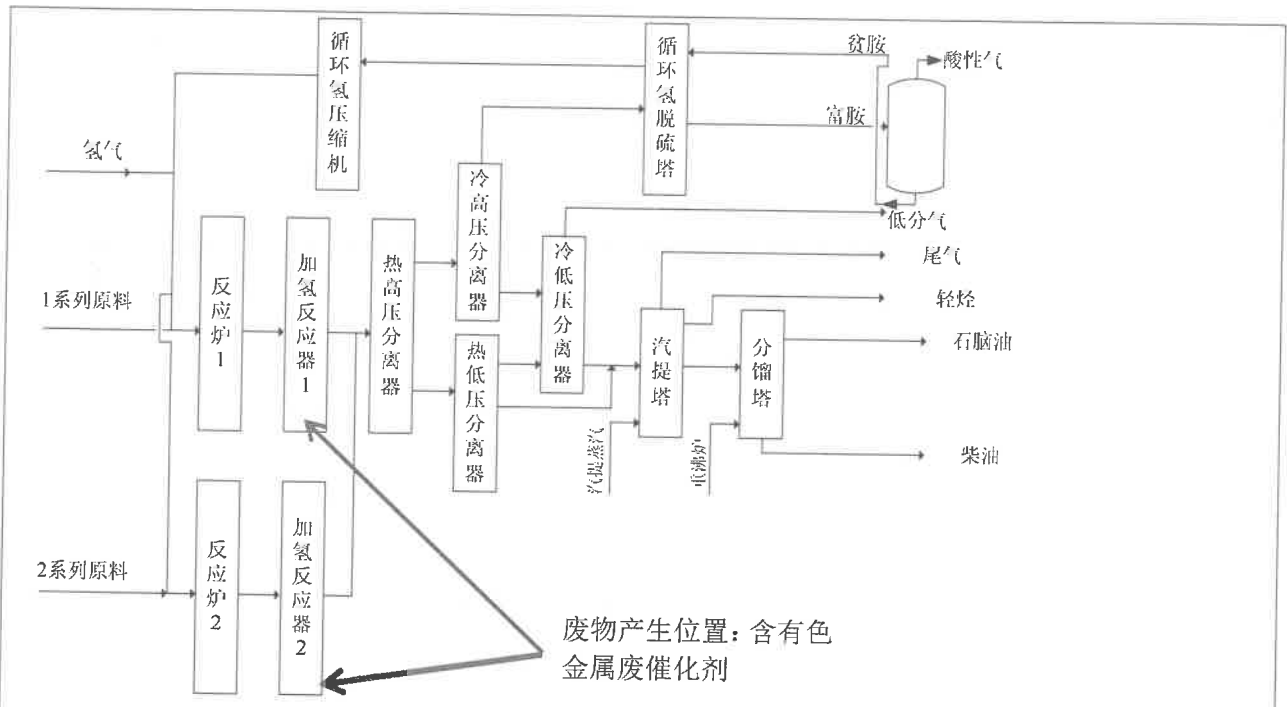 循环氢压缩机
循环氢脱硫塔
贫胺
酸性气
富胺
氢气
冷高压分离器
低分气
反应炉1
加氢反应器1
热高压分离器
冷低压分离器
尾气
1系列原料
轻烃
汽提塔
分馏塔
石脑油
热低压分离器
汽提蒸汽
重沸炉
柴油
2系列原料
反应炉2
加氢反应器2
废物产生位置：含有色
金属废催化剂